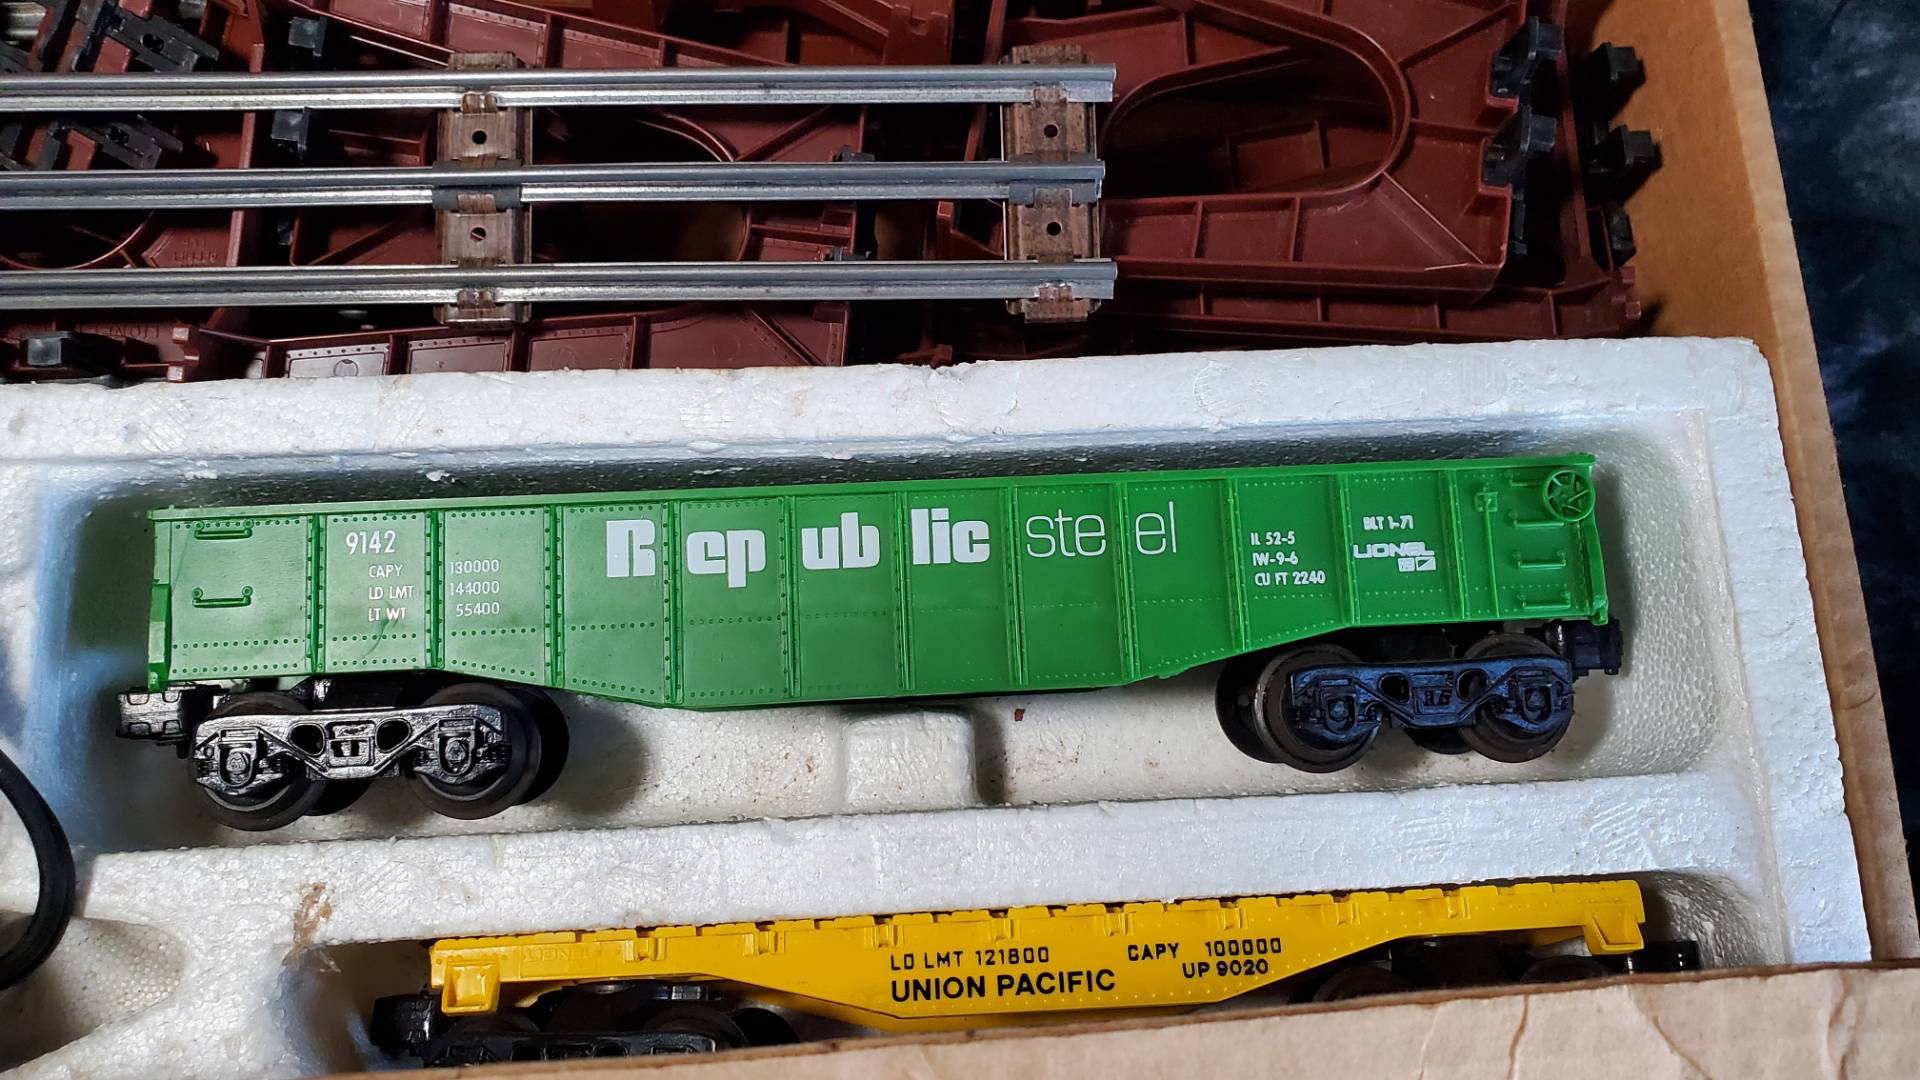 9142
CAPY 130000
LD LMT 144000
LT WT 55400
Republic steel
IL 52-5
IW-9-6
CU FT 2240
BLT 1-71
LIONEL
LIONEL
LD LMT 121800 CAPY 100000
UNION PACIFIC UP 9020